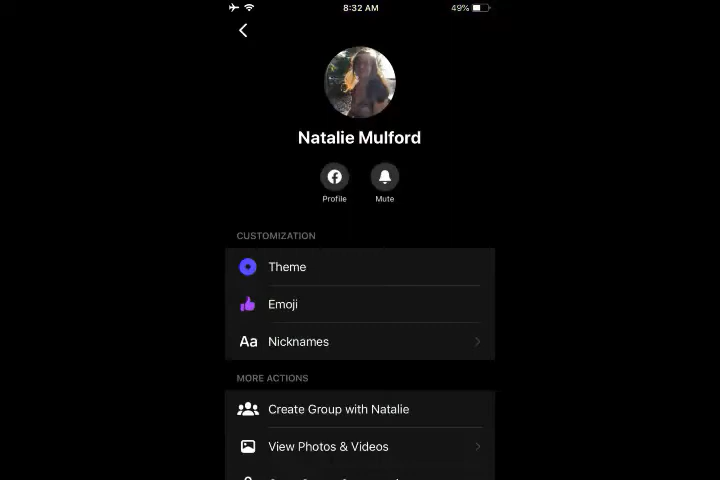 8:32 AM
49%
Natalie Mulford
Profile
Mute
CUSTOMIZATION
Theme
Emoji
Aa Nicknames
MORE ACTIONS
Create Group with Natalie
View Photos & Videos